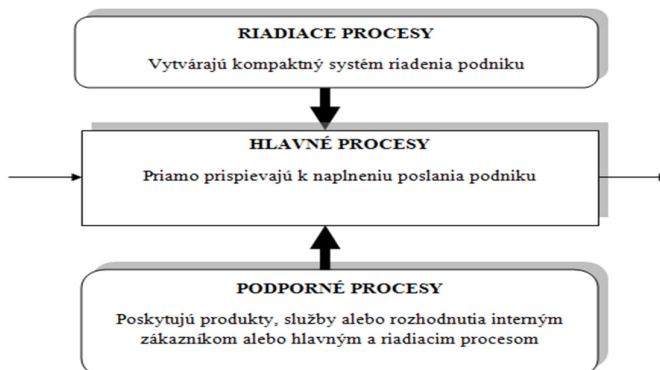 RIADIACE PROCESY
Vytvárajú kompaktný systém riadenia podniku
HLAVNÉ PROCESY
Priamo prispievajú k naplneniu poslania podniku
PODPORNÉ PROCESY
Poskytujú produkty, služby alebo rozhodnutia interným
zákazníkom alebo hlavným a riadiacim procesom